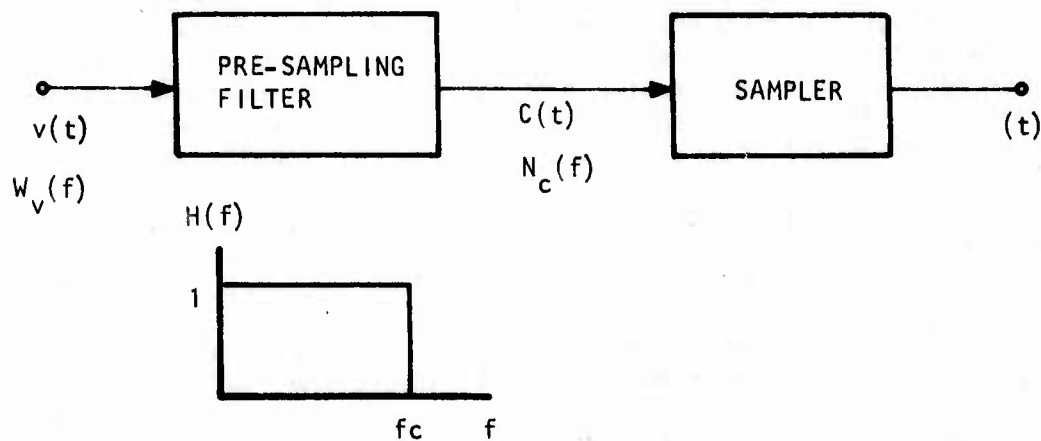 PRE-SAMPLING
FILTER
SAMPLER
v(t)
C(t)
(t)
W_v(f)
N_c(f)
H(f)
1
fc
f